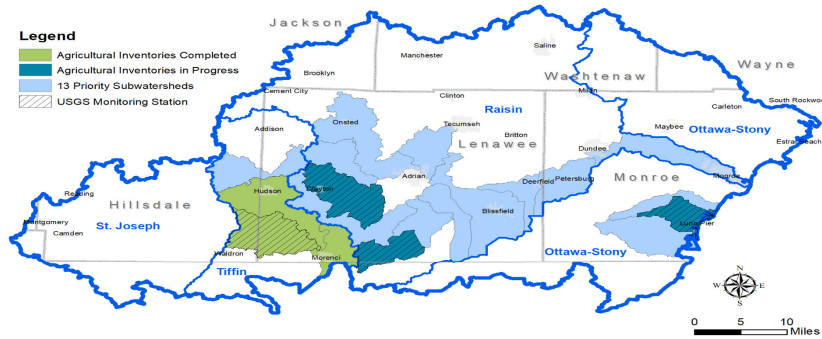 Jackson
Legend
Agricultural Inventories Completed
Agricultural Inventories in Progress
13 Priority Subwatersheds
USGS Monitoring Station
Manchester
Saline
Washtenaw
Wayne
Brooklyn
Cement City
Clinton
Raisin
Milan
Carleton
South Rockwo
Addison
Onsted
Tecumseh
Britton
Maybee
Ottawa-Stony
Estral Beach
Lenawee
Dundee
Reading
Hillsdale
Hudson
Clayton
Adrian
Deerfield
Petersburg
Monroe
Monroe
Montgomery
Camden
St. Joseph
Blissfield
Luna Pier
Waldron
Morenci
Ottawa-Stony
Tiffin
N
W
E
S
0
5
10
Miles